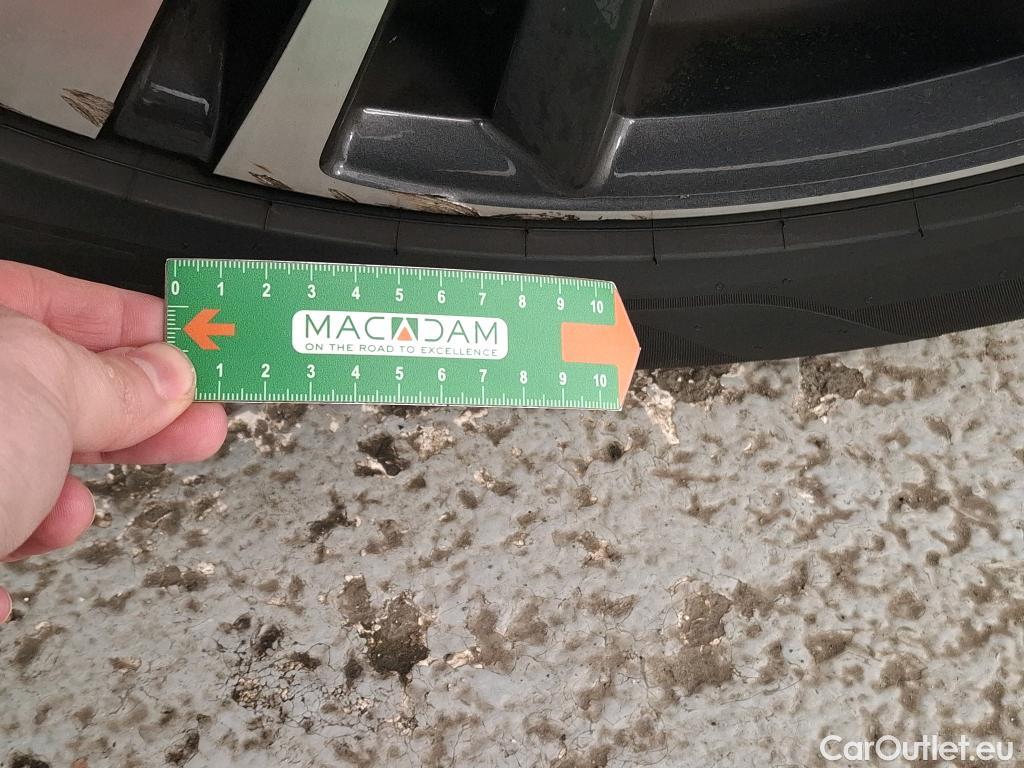 0 1 2 3 4 5 6 7 8 9 10
MACADAM
ON THE ROAD TO EXCELLENCE
1 2 3 4 5 6 7 8 9 10
CarOutlet.eu